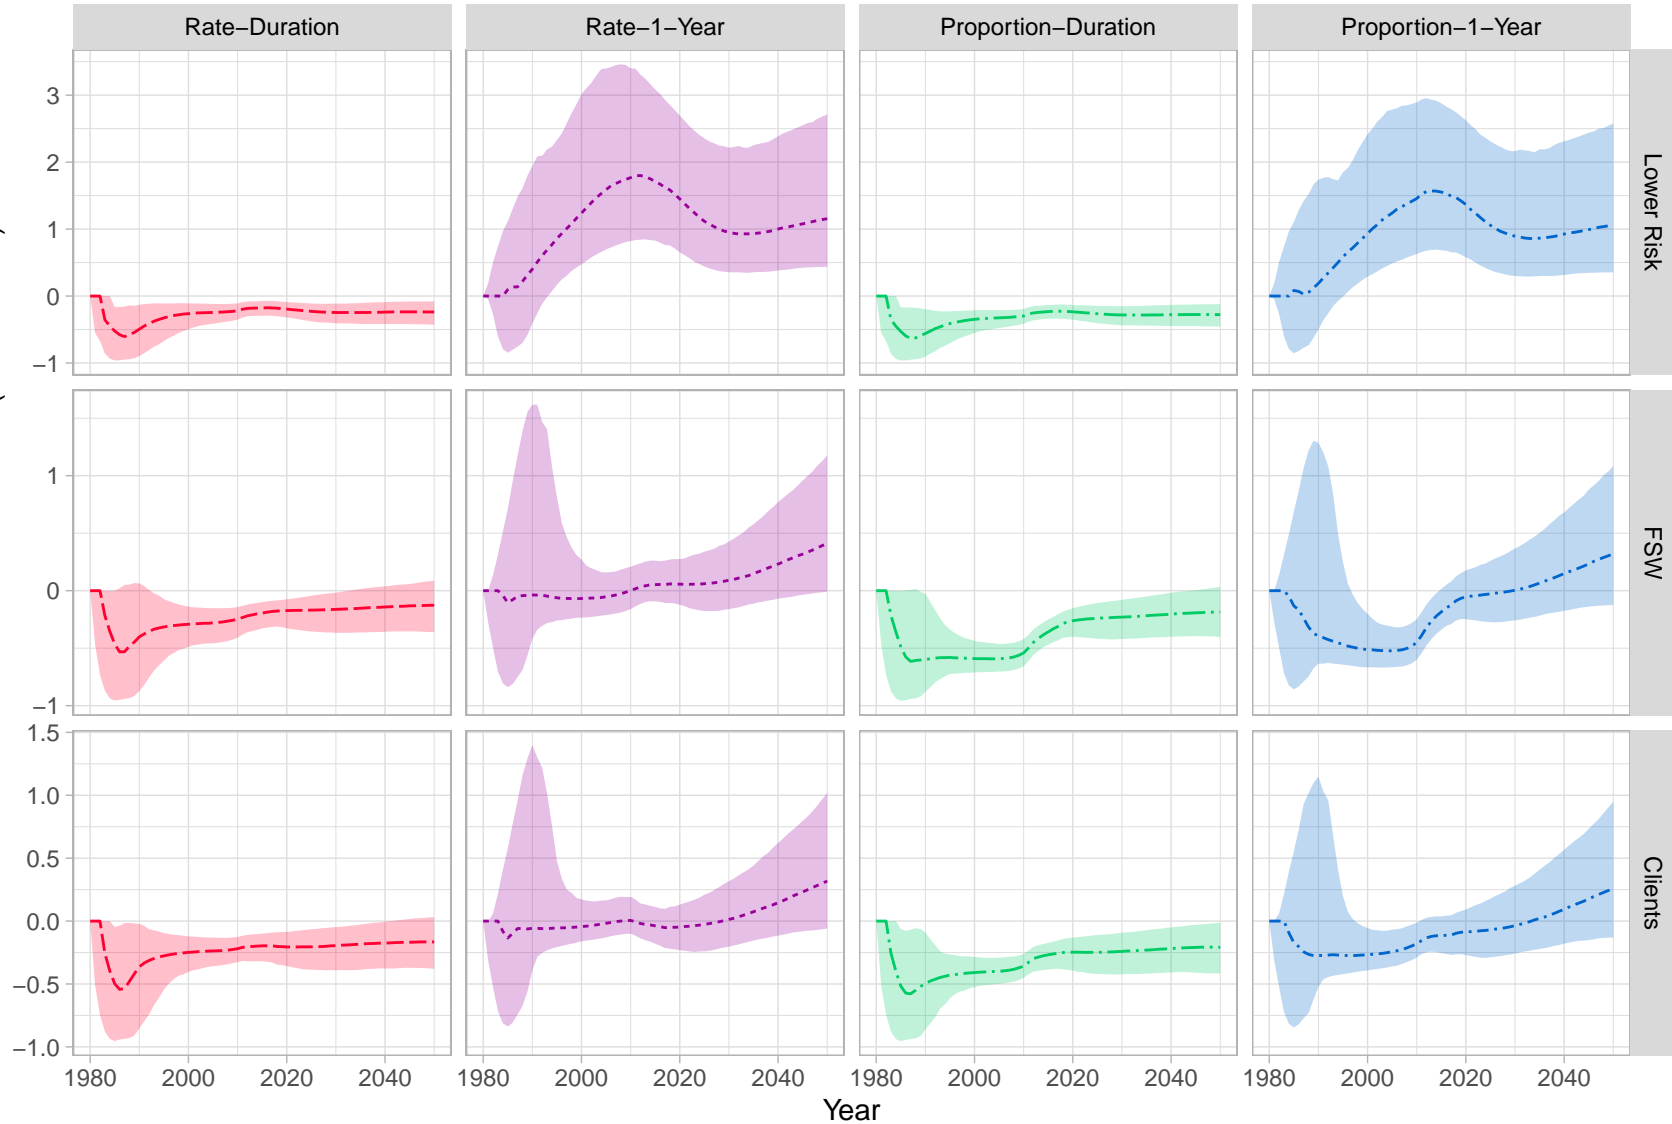 Rate–Duration Rate–1–Year Proportion–Duration Proportion–1–Year
3
2
1
0
−1
Lower Risk
1
0
−1
FSW
1.5
1.0
0.5
0.0
−0.5
−1.0
Clients
1980 2000 2020 2040 1980 2000 2020 2040 1980 2000 2020 2040 1980 2000 2020 2040
Year